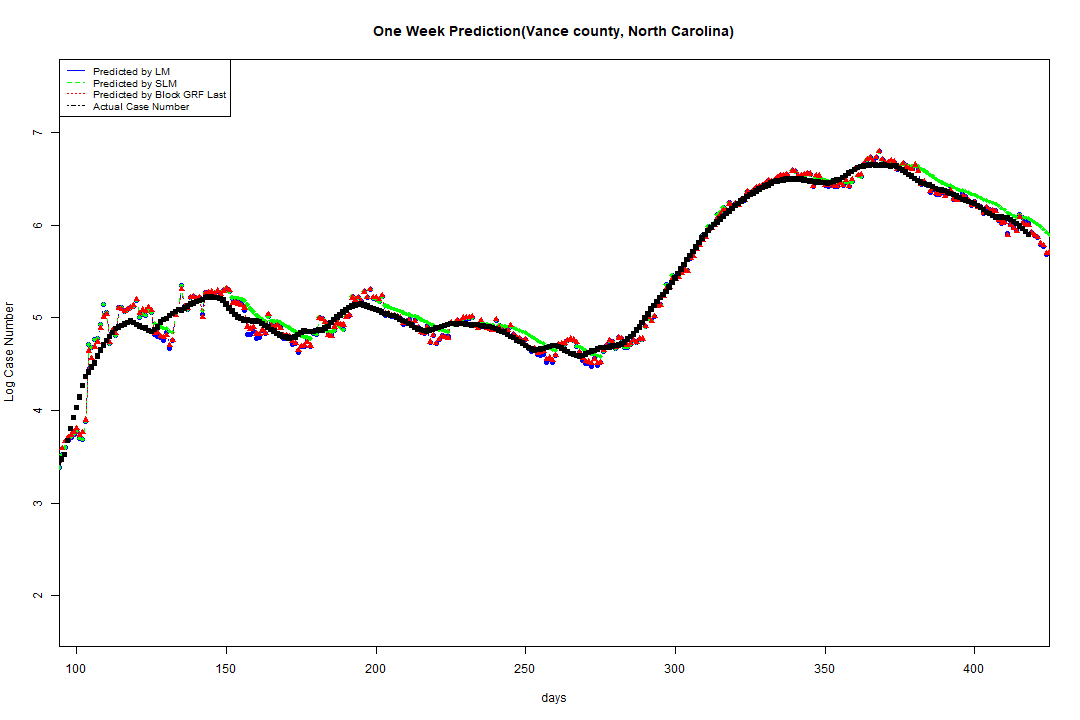 One Week Prediction(Vance county, North Carolina)
Predicted by LM
Predicted by SLM
Predicted by Block GRF Last
Actual Case Number
7
6
5
4
3
2
Log Case Number
100 150 200 250 300 350 400
days